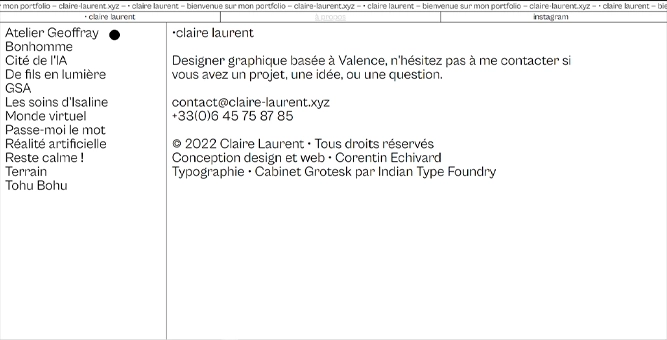 mon portfolio – claire-laurent.xyz – • claire laurent – bienvenue sur mon portfolio – claire-laurent.xyz – • claire laurent – bienvenue sur mon portfolio – claire-laurent.xyz – • claire laurent –
• claire laurent
à propos
instagram
Atelier Geoffray
Bonhomme
Cité de l'IA
De fils en lumière
GSA
Les soins d'Isaline
Monde virtuel
Passe-moi le mot
Réalité artificielle
Reste calme !
Terrain
Tohu Bohu
•claire laurent
Designer graphique basée à Valence, n'hésitez pas à me contacter si
vous avez un projet, une idée, ou une question.
contact@claire-laurent.xyz
+33(0)6 45 75 87 85
© 2022 Claire Laurent • Tous droits réservés
Conception design et web • Corentin Echivard
Typographie • Cabinet Grotesk par Indian Type Foundry